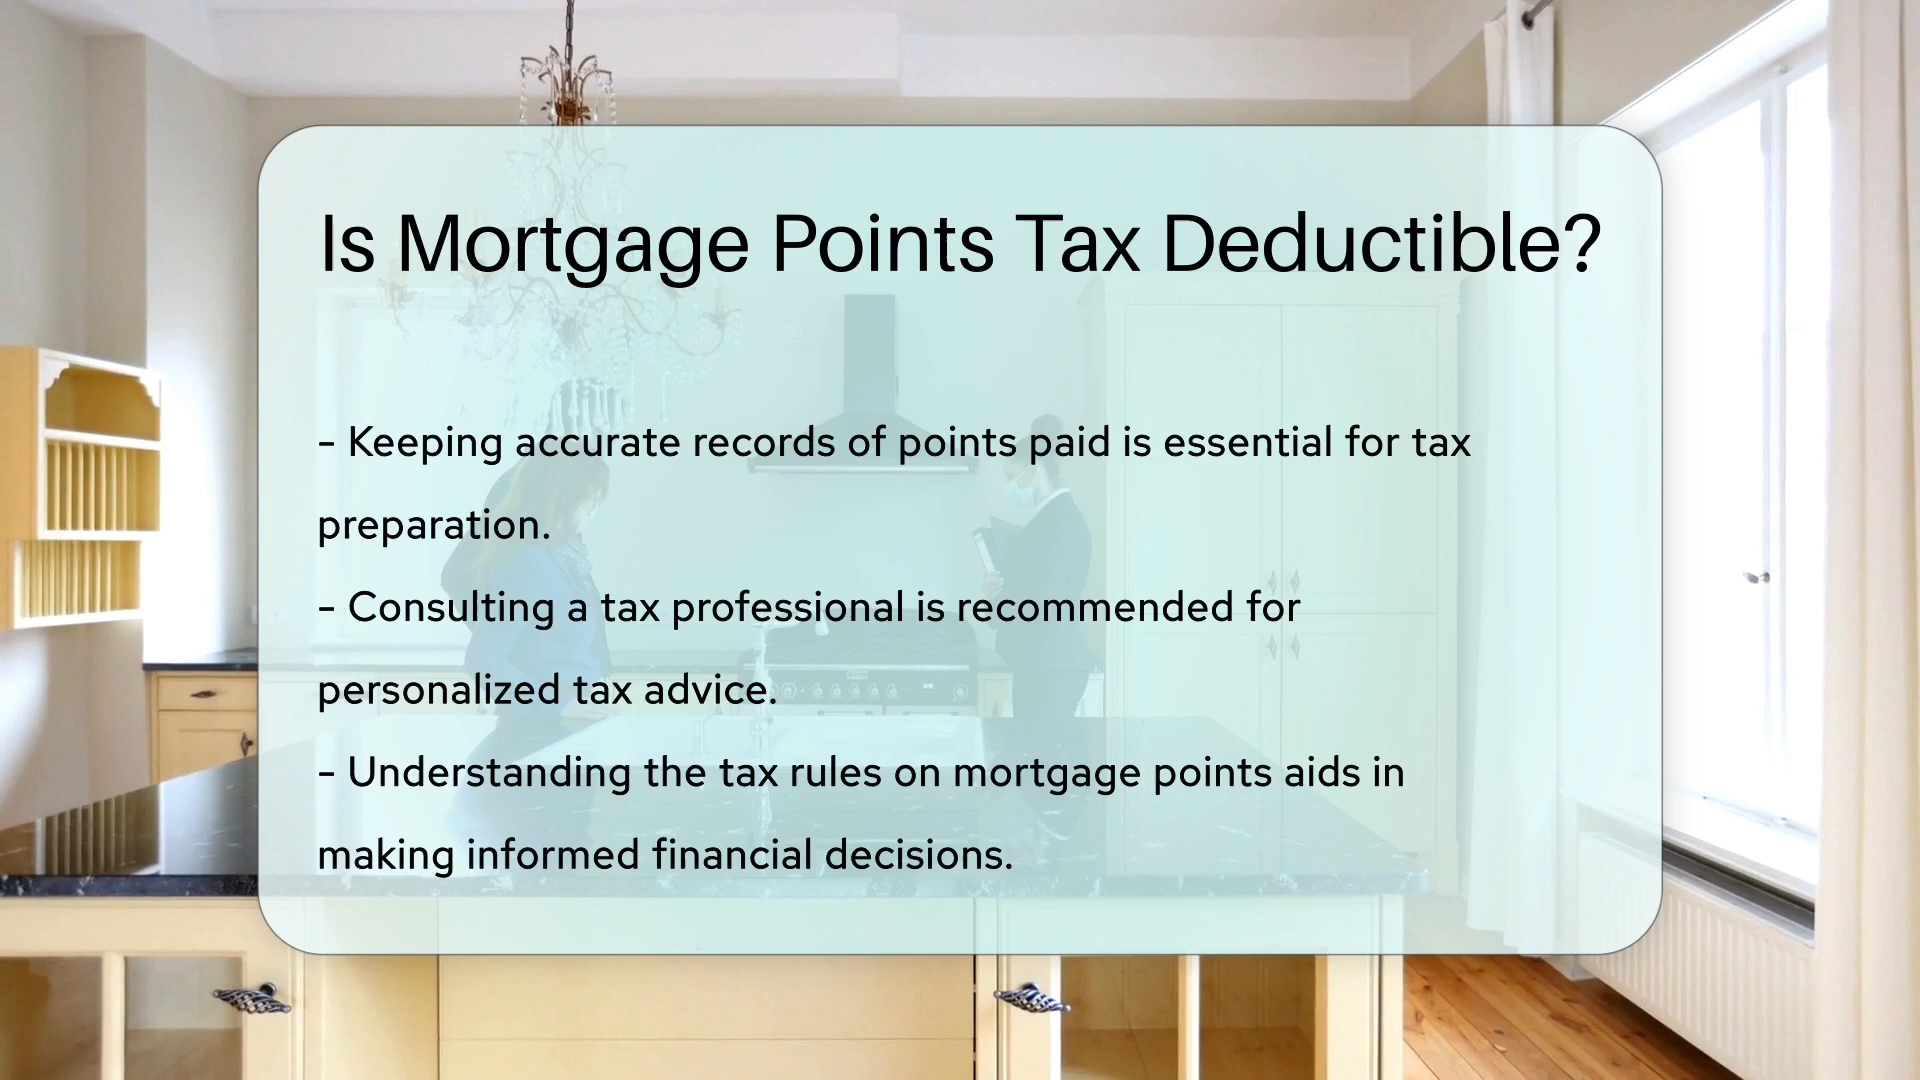 Is Mortgage Points Tax Deductible?
- Keeping accurate records of points paid is essential for tax
preparation.
- Consulting a tax professional is recommended for
personalized tax advice.
- Understanding the tax rules on mortgage points aids in
making informed financial decisions.